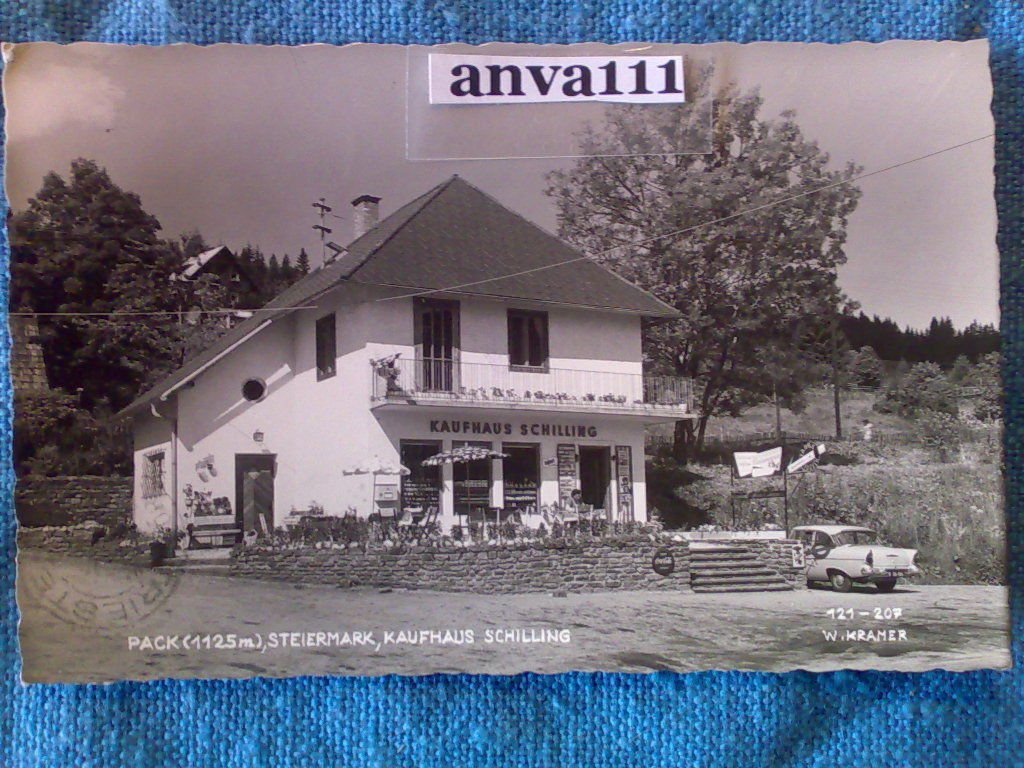 anva111
KAUFHAUS SCHILLING
PACK (1125m), STEIERMARK, KAUFHAUS SCHILLING
121-207
W. KRAMER